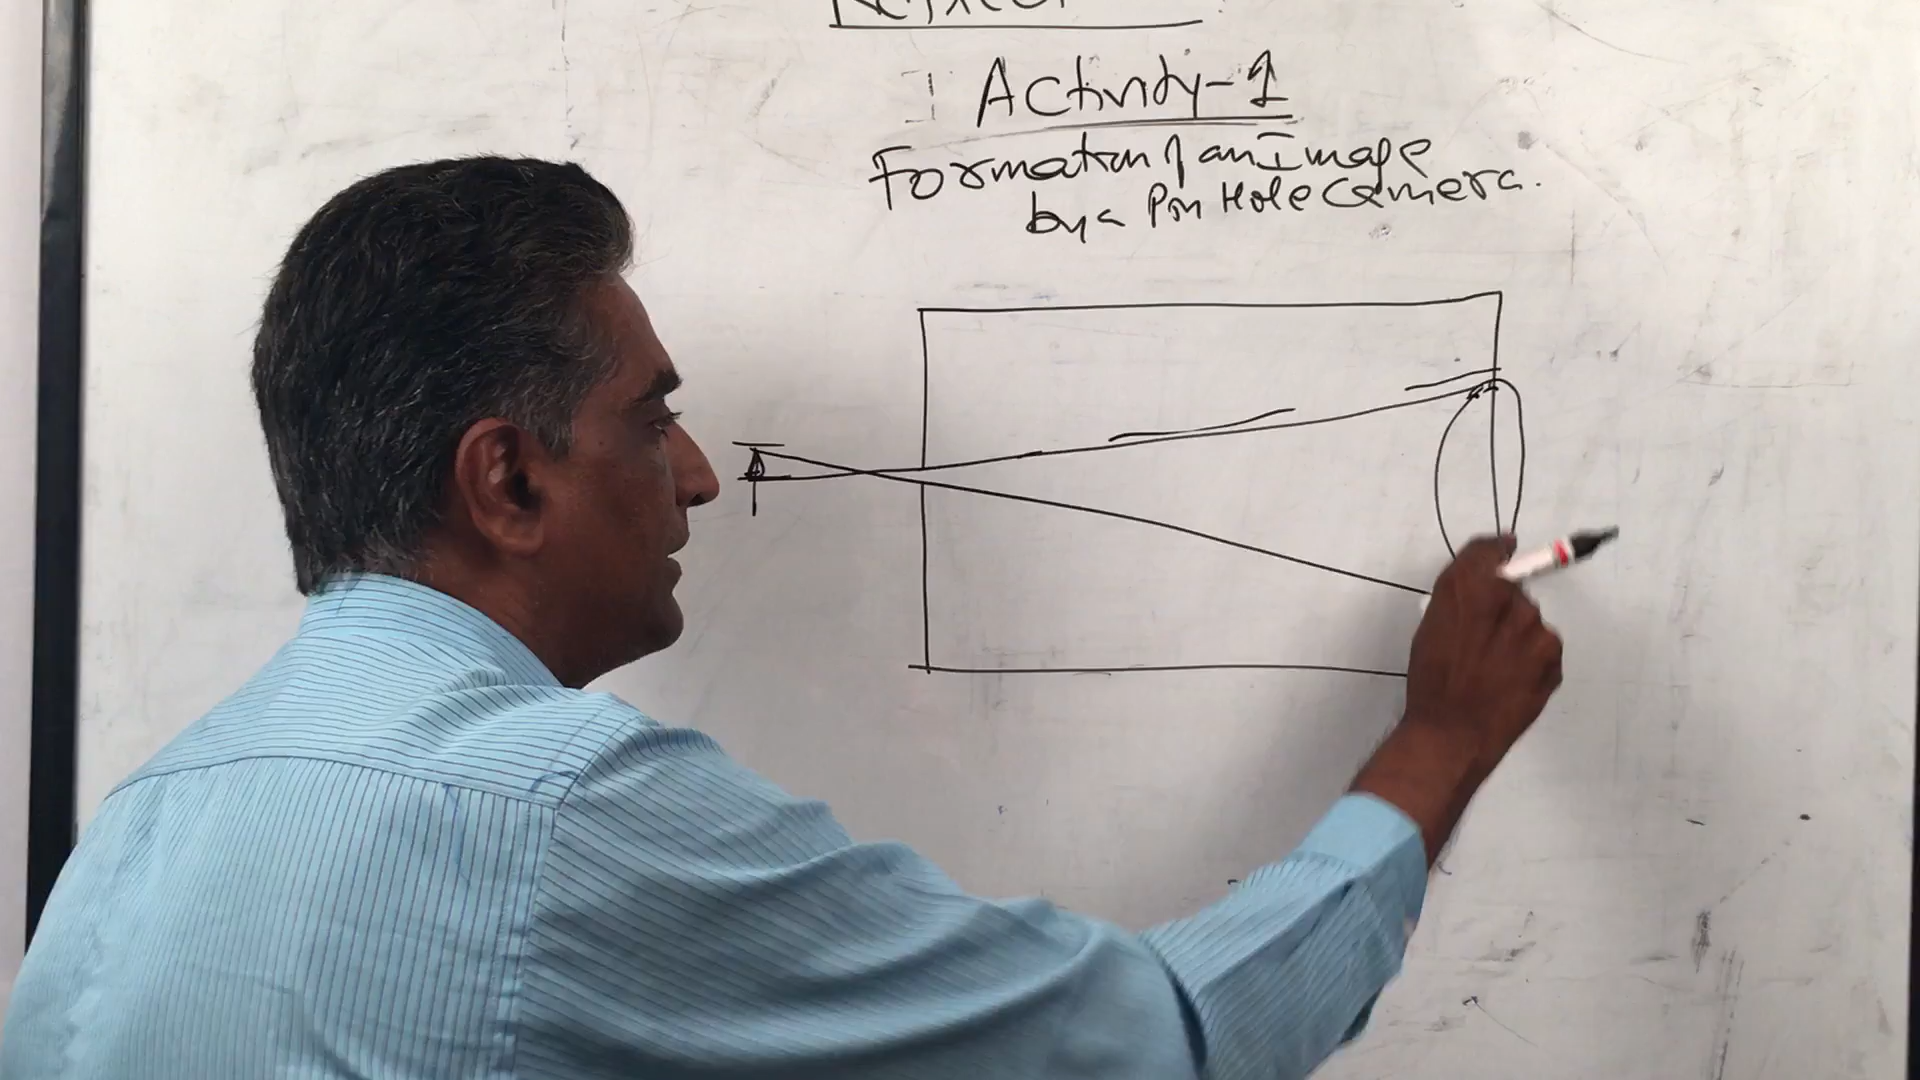 Activity-1
Formation of an Image
by a Pin Hole Camera.